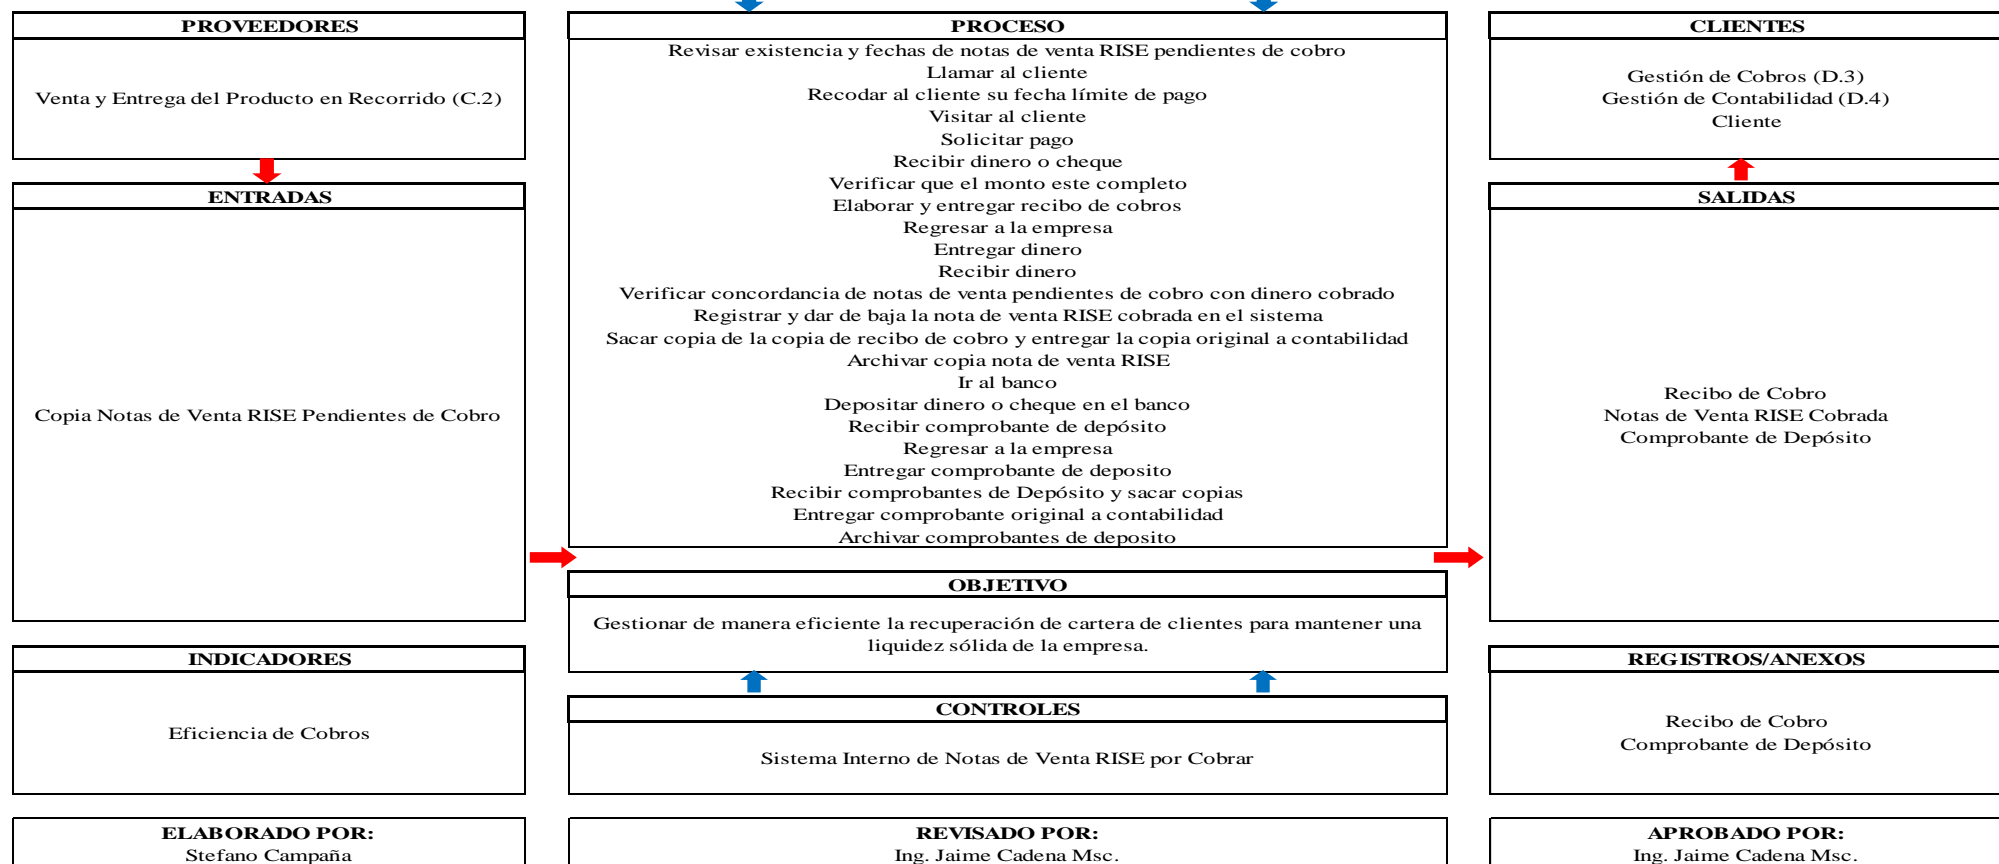 PROVEEDORES
Venta y Entrega del Producto en Recorrido (C.2)
ENTRADAS
Copia Notas de Venta RISE Pendientes de Cobro
INDICADORES
Eficiencia de Cobros
ELABORADO POR:
Stefano Campaña
PROCESO
Revisar existencia y fechas de notas de venta RISE pendientes de cobro
Llamar al cliente
Recodar al cliente su fecha límite de pago
Visitar al cliente
Solicitar pago
Recibir dinero o cheque
Verificar que el monto este completo
Elaborar y entregar recibo de cobros
Regresar a la empresa
Entregar dinero
Recibir dinero
Verificar concordancia de notas de venta pendientes de cobro con dinero cobrado
Registrar y dar de baja la nota de venta RISE cobrada en el sistema
Sacar copia de la copia de recibo de cobro y entregar la copia original a contabilidad
Archivar copia nota de venta RISE
Ir al banco
Depositar dinero o cheque en el banco
Recibir comprobante de depósito
Regresar a la empresa
Entregar comprobante de deposito
Recibir comprobantes de Depósito y sacar copias
Entregar comprobante original a contabilidad
Archivar comprobantes de deposito
OBJETIVO
Gestionar de manera eficiente la recuperación de cartera de clientes para mantener una
liquidez sólida de la empresa.
CONTROLES
Sistema Interno de Notas de Venta RISE por Cobrar
REVISADO POR:
Ing. Jaime Cadena Msc.
CLIENTES
Gestión de Cobros (D.3)
Gestión de Contabilidad (D.4)
Cliente
SALIDAS
Recibo de Cobro
Notas de Venta RISE Cobrada
Comprobante de Depósito
REGISTROS/ANEXOS
Recibo de Cobro
Comprobante de Depósito
APROBADO POR:
Ing. Jaime Cadena Msc.